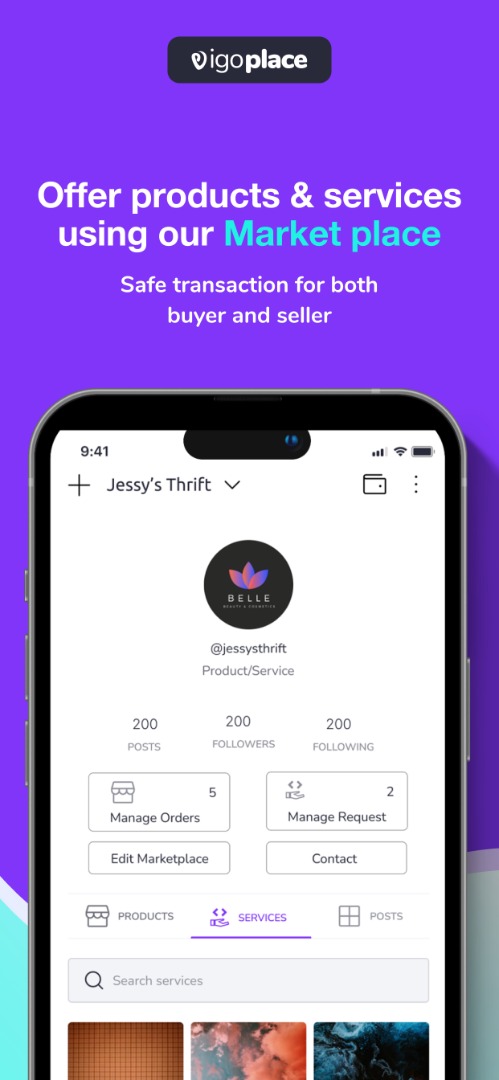 Vigoplace
Offer products & services
using our Market place
Safe transaction for both
buyer and seller
9:41
Jessy's Thrift
BELLE
BEAUTY & COSMETICS
@jessysthrift
Product/Service
200 200 200
POSTS FOLLOWERS FOLLOWING
5 2
Manage Orders Manage Request
Edit Marketplace Contact
PRODUCTS SERVICES POSTS
Search services